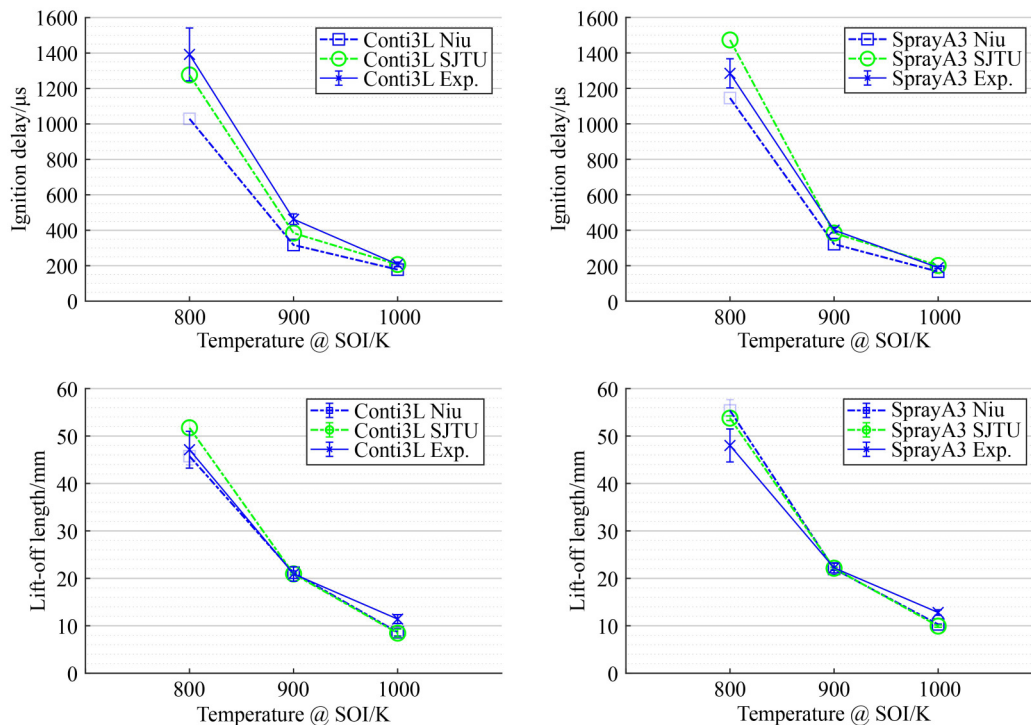 1600
1400
1200
1000
800
600
400
200
0
Ignition delay/μs
800 900 1000
Temperature @ SOI/K
Conti3L Niu
Conti3L SJTU
Conti3L Exp.
1600
1400
1200
1000
800
600
400
200
0
Ignition delay/μs
800 900 1000
Temperature @ SOI/K
SprayA3 Niu
SprayA3 SJTU
SprayA3 Exp.
60
50
40
30
20
10
0
Lift-off length/mm
800 900 1000
Temperature @ SOI/K
Conti3L Niu
Conti3L SJTU
Conti3L Exp.
60
50
40
30
20
10
0
Lift-off length/mm
800 900 1000
Temperature @ SOI/K
SprayA3 Niu
SprayA3 SJTU
SprayA3 Exp.